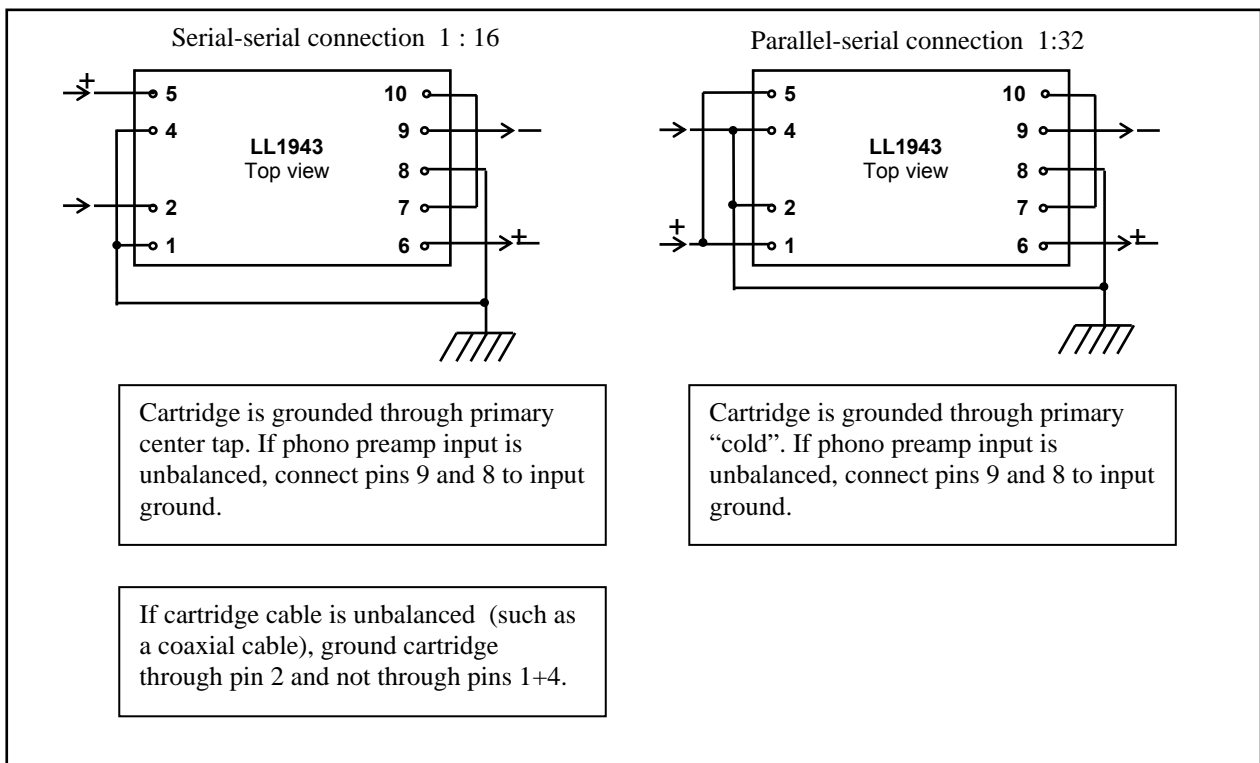 Serial-serial connection 1 : 16
+
5
4
2
1
LL1943
Top view
10
9
8
7
6
+
Cartridge is grounded through primary
center tap. If phono preamp input is
unbalanced, connect pins 9 and 8 to input
ground.
If cartridge cable is unbalanced (such as
a coaxial cable), ground cartridge
through pin 2 and not through pins 1+4.
Parallel-serial connection 1:32
5
4
2
+
1
LL1943
Top view
10
9
8
7
6
+
Cartridge is grounded through primary
“cold”. If phono preamp input is
unbalanced, connect pins 9 and 8 to input
ground.